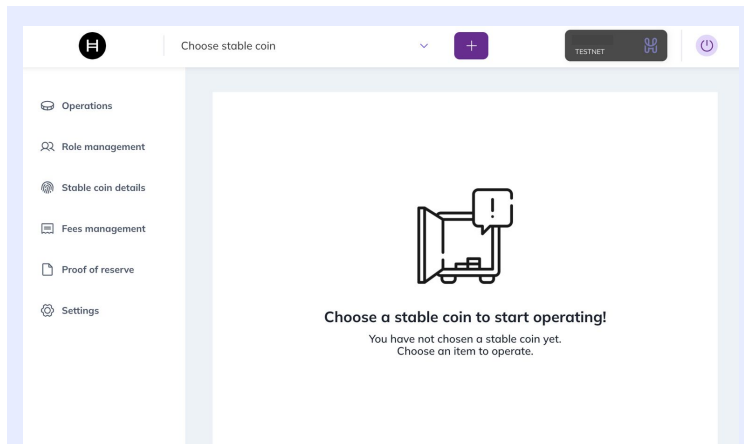 Choose stable coin
TESTNET
Operations
Role management
Stable coin details
Fees management
Proof of reserve
Settings
Choose a stable coin to start operating!
You have not chosen a stable coin yet.
Choose an item to operate.